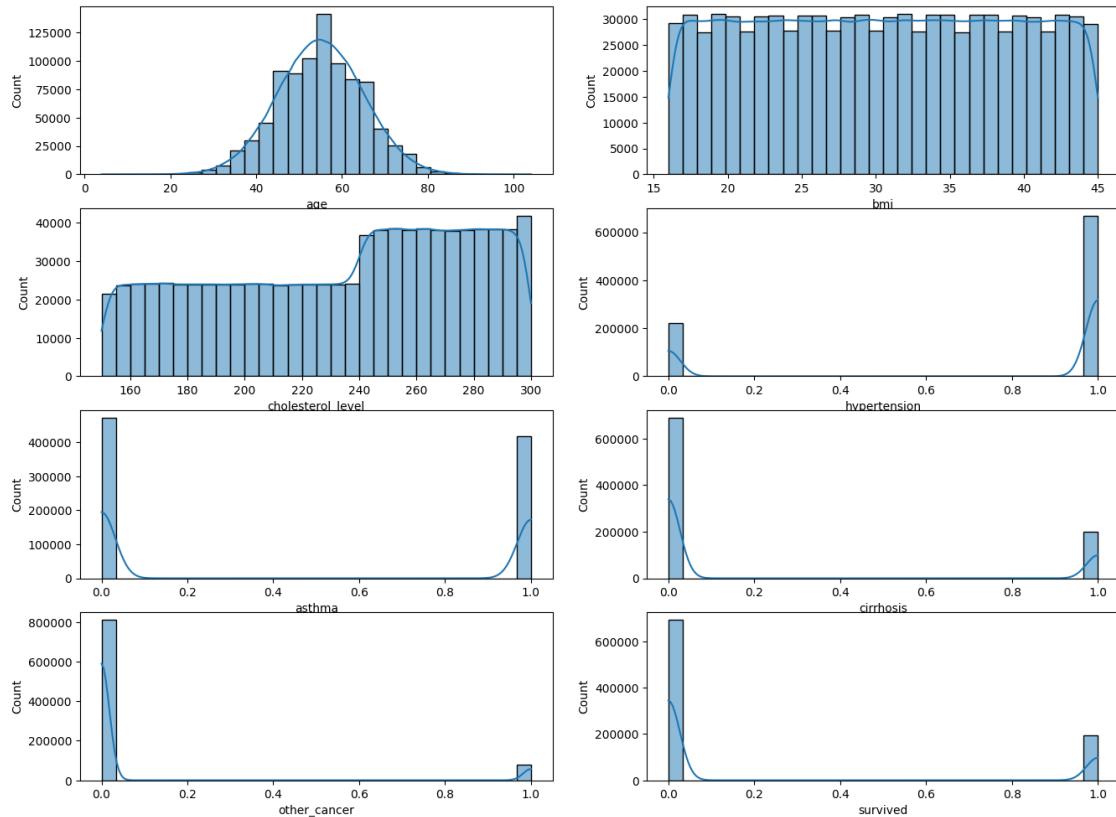 125000
100000
75000
50000
25000
0
Count
0 20 40 60 80 100
age
30000
25000
20000
15000
10000
5000
0
Count
15 20 25 30 35 40 45
bmi
40000
30000
20000
10000
0
Count
160 180 200 220 240 260 280 300
cholesterol_level
600000
400000
200000
0
Count
0.0 0.2 0.4 0.6 0.8 1.0
hypertension
400000
300000
200000
100000
0
Count
0.0 0.2 0.4 0.6 0.8 1.0
asthma
600000
400000
200000
0
Count
0.0 0.2 0.4 0.6 0.8 1.0
cirrhosis
800000
600000
400000
200000
0
Count
0.0 0.2 0.4 0.6 0.8 1.0
other_cancer
600000
400000
200000
0
Count
0.0 0.2 0.4 0.6 0.8 1.0
survived